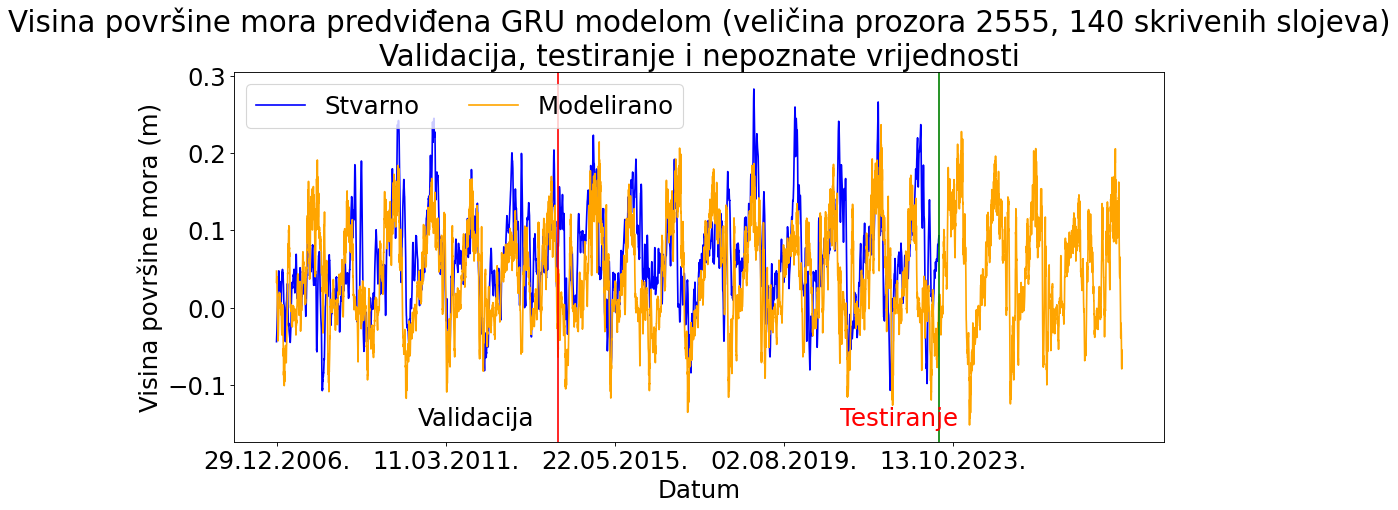 Visina površine mora predviđena GRU modelom (veličina prozora 2555, 140 skrivenih slojeva)
Validacija, testiranje i nepoznate vrijednosti
Stvarno
Modelirano
Visina površine mora (m)
0.3
0.2
0.1
0.0
−0.1
Validacija
Testiranje
29.12.2006.
11.03.2011.
22.05.2015.
02.08.2019.
13.10.2023.
Datum